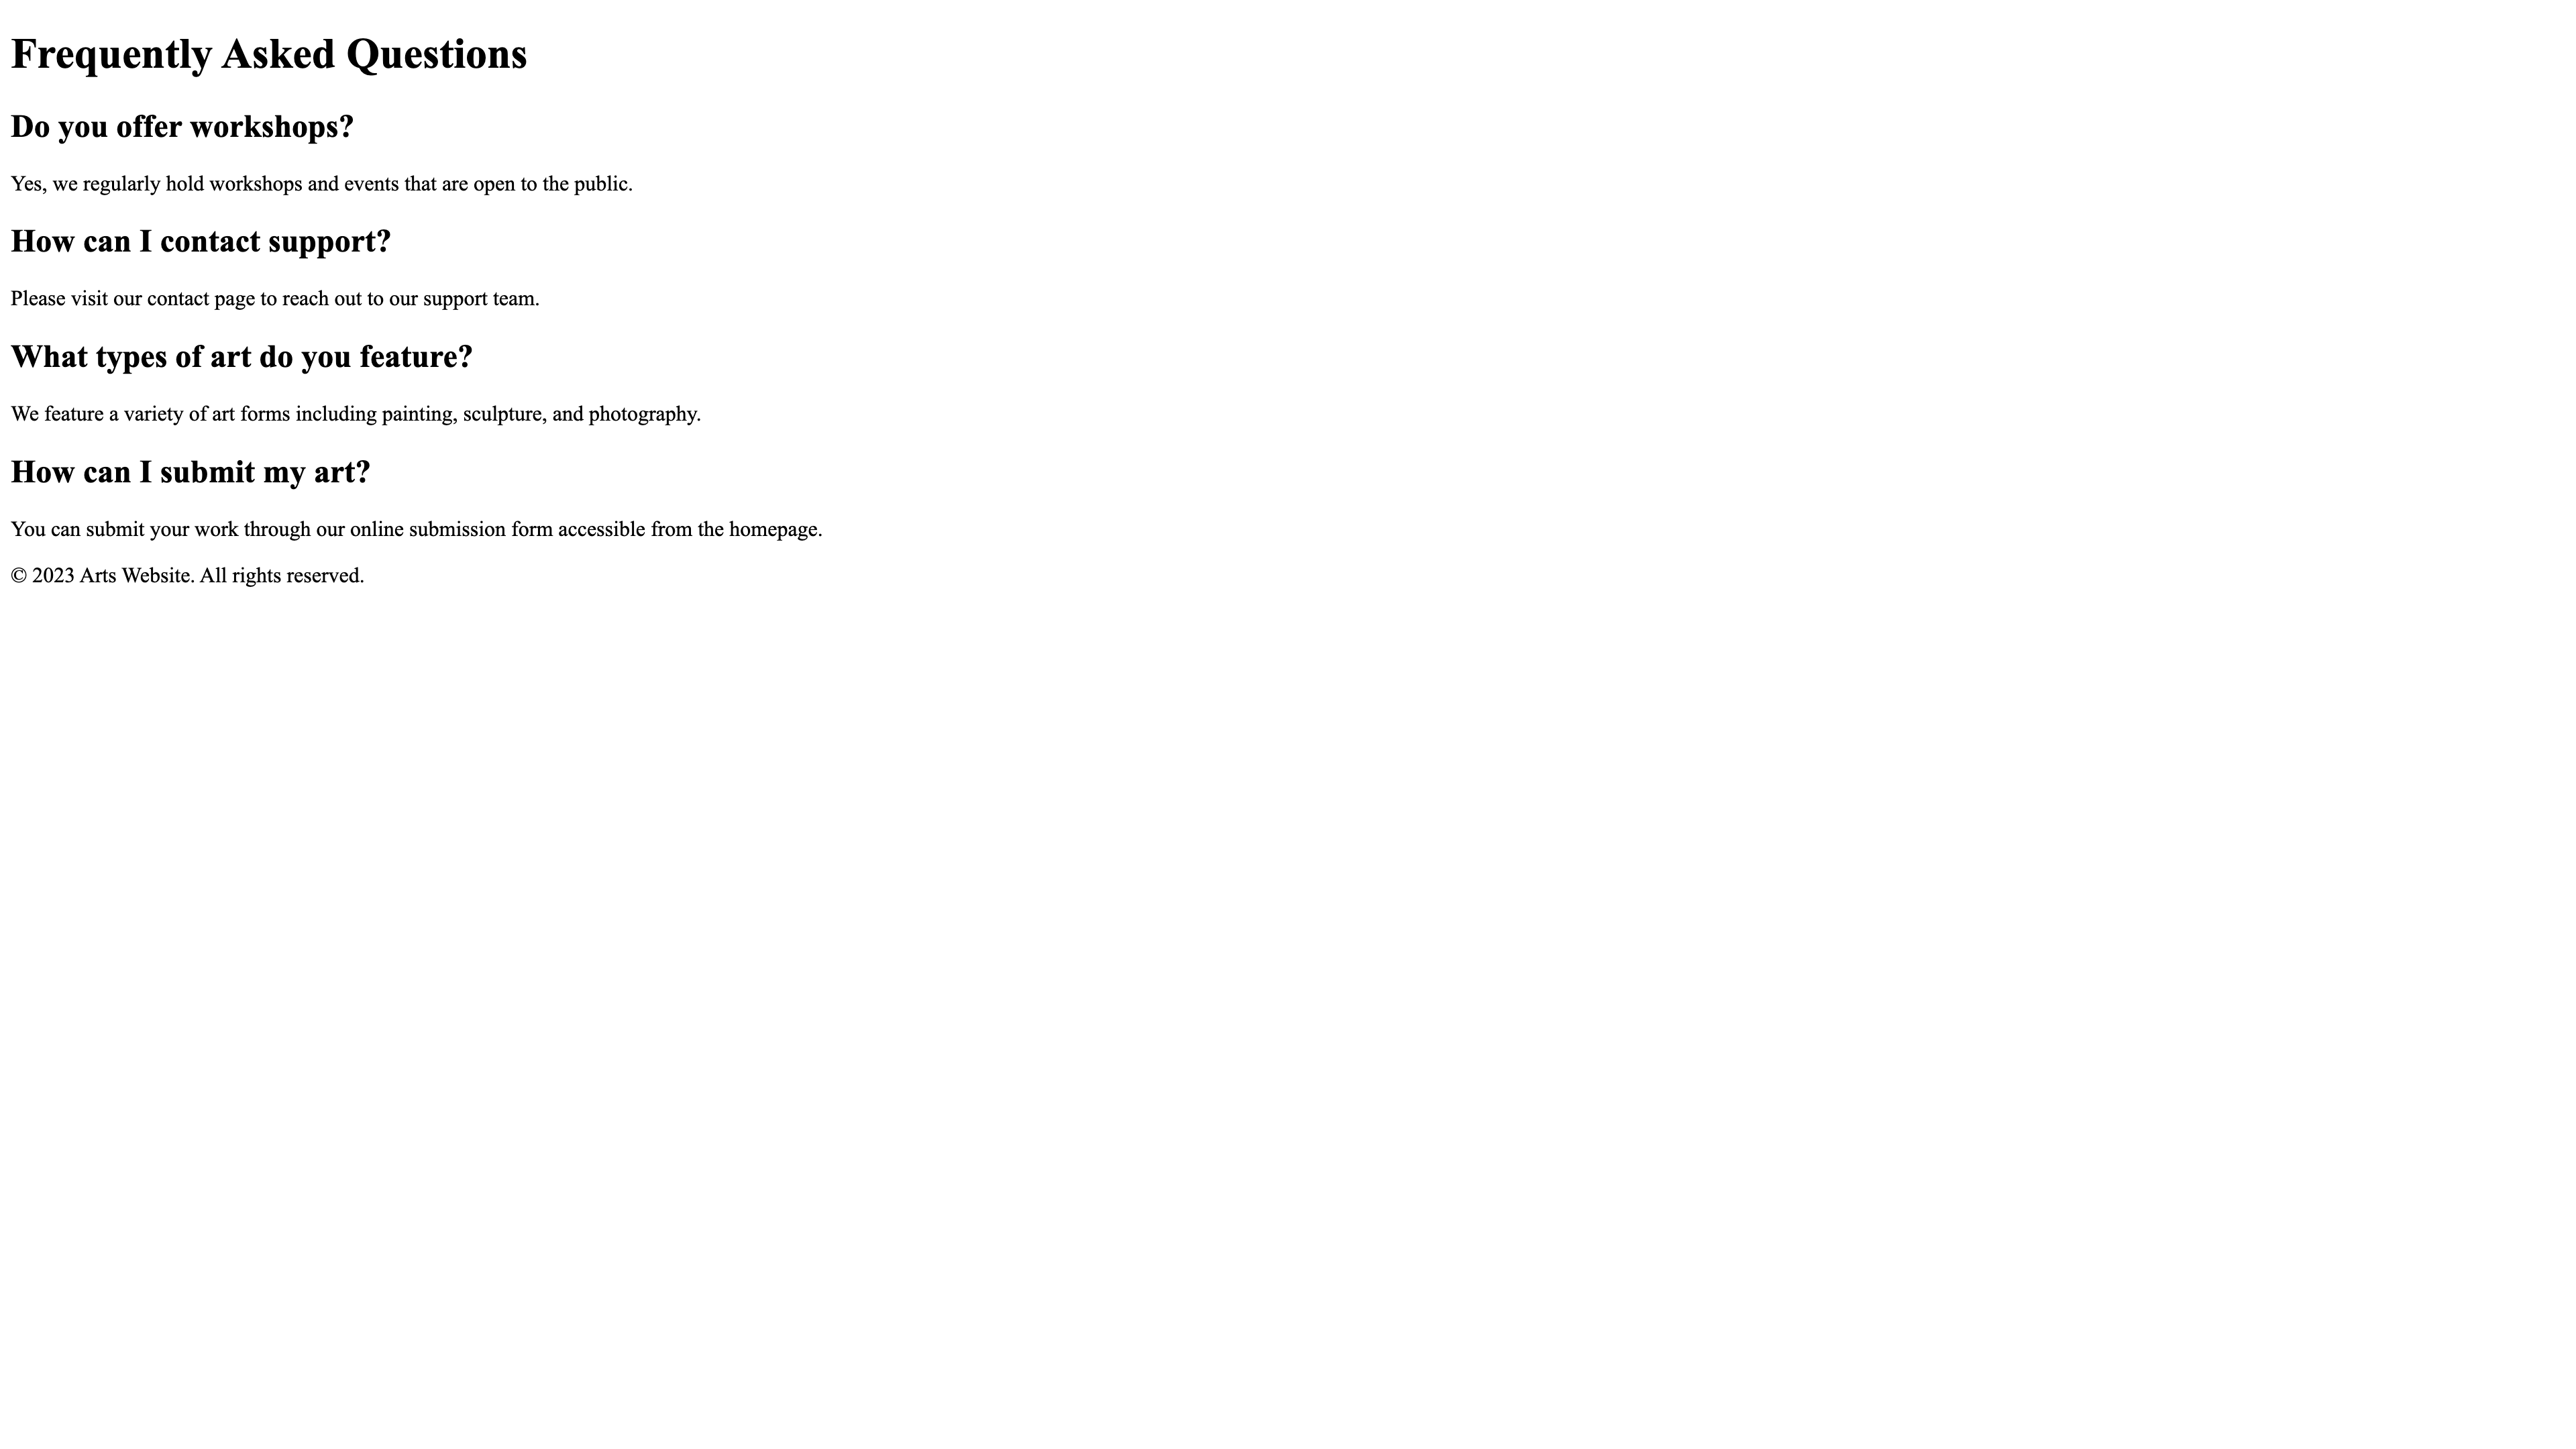 Frequently Asked Questions
Do you offer workshops?
Yes, we regularly hold workshops and events that are open to the public.
How can I contact support?
Please visit our contact page to reach out to our support team.
What types of art do you feature?
We feature a variety of art forms including painting, sculpture, and photography.
How can I submit my art?
You can submit your work through our online submission form accessible from the homepage.
© 2023 Arts Website. All rights reserved.